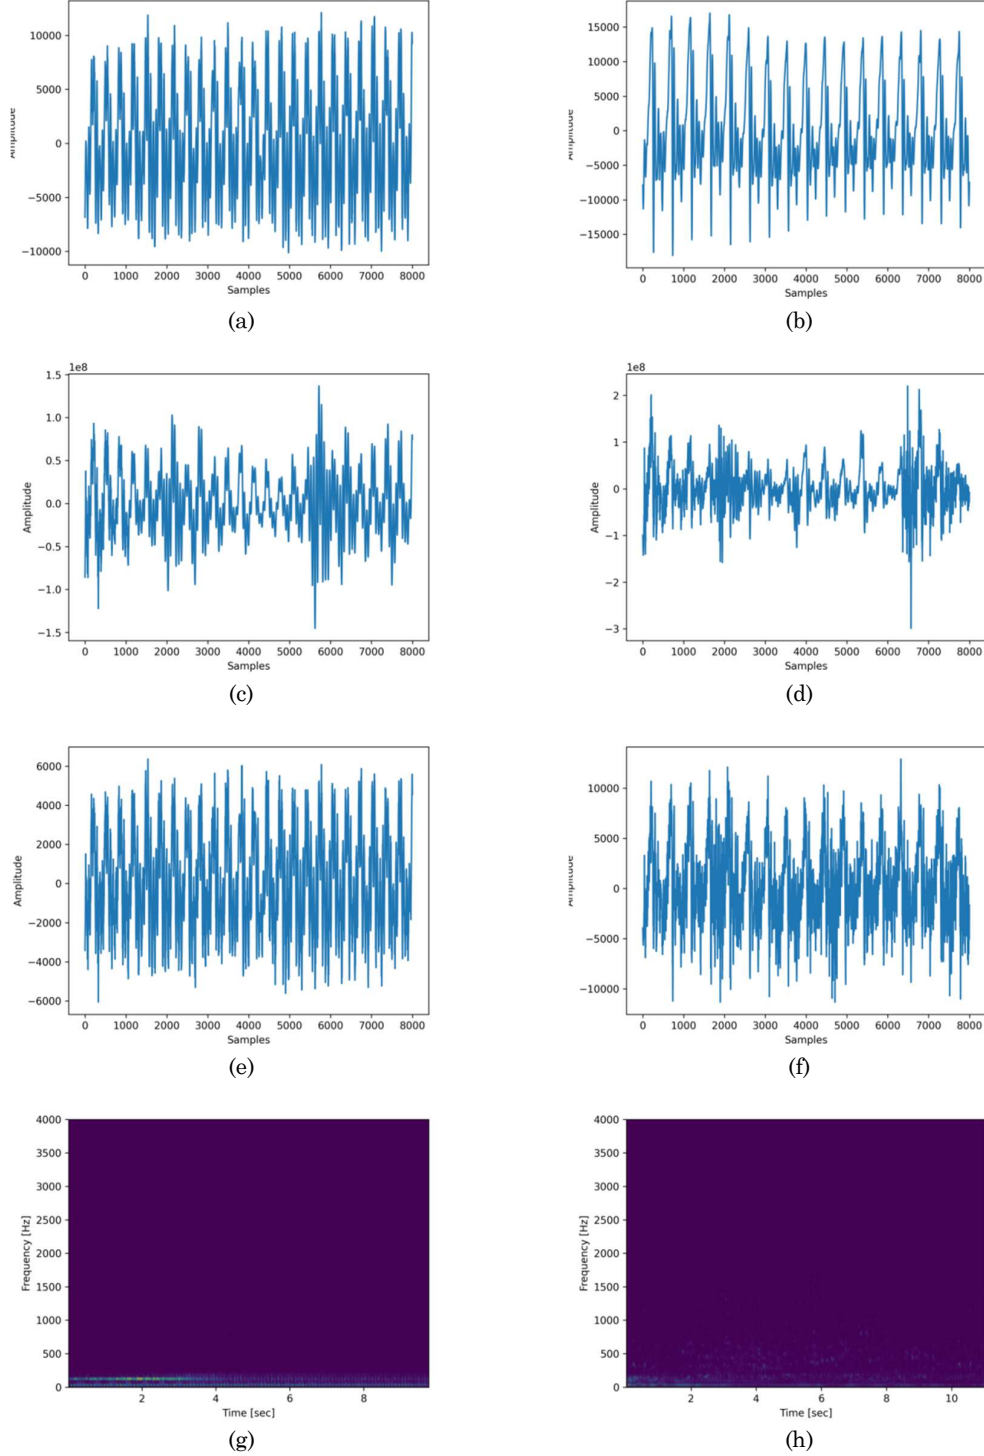 10000
5000
0
−5000
−10000
Amplitude
0 1000 2000 3000 4000 5000 6000 7000 8000
Samples
(a)
15000
10000
5000
0
−5000
−10000
−15000
Amplitude
0 1000 2000 3000 4000 5000 6000 7000 8000
Samples
(b)
1e8
1.5
1.0
0.5
0.0
−0.5
−1.0
−1.5
Amplitude
0 1000 2000 3000 4000 5000 6000 7000 8000
Samples
(c)
1e8
2
1
0
−1
−2
−3
Amplitude
0 1000 2000 3000 4000 5000 6000 7000 8000
Samples
(d)
6000
4000
2000
0
−2000
−4000
−6000
Amplitude
0 1000 2000 3000 4000 5000 6000 7000 8000
Samples
(e)
10000
5000
0
−5000
−10000
Amplitude
0 1000 2000 3000 4000 5000 6000 7000 8000
Samples
(f)
4000
3500
3000
2500
2000
1500
1000
500
0
Frequency [Hz]
2 4 6 8
Time [sec]
(g)
4000
3500
3000
2500
2000
1500
1000
500
0
Frequency [Hz]
2 4 6 8 10
Time [sec]
(h)